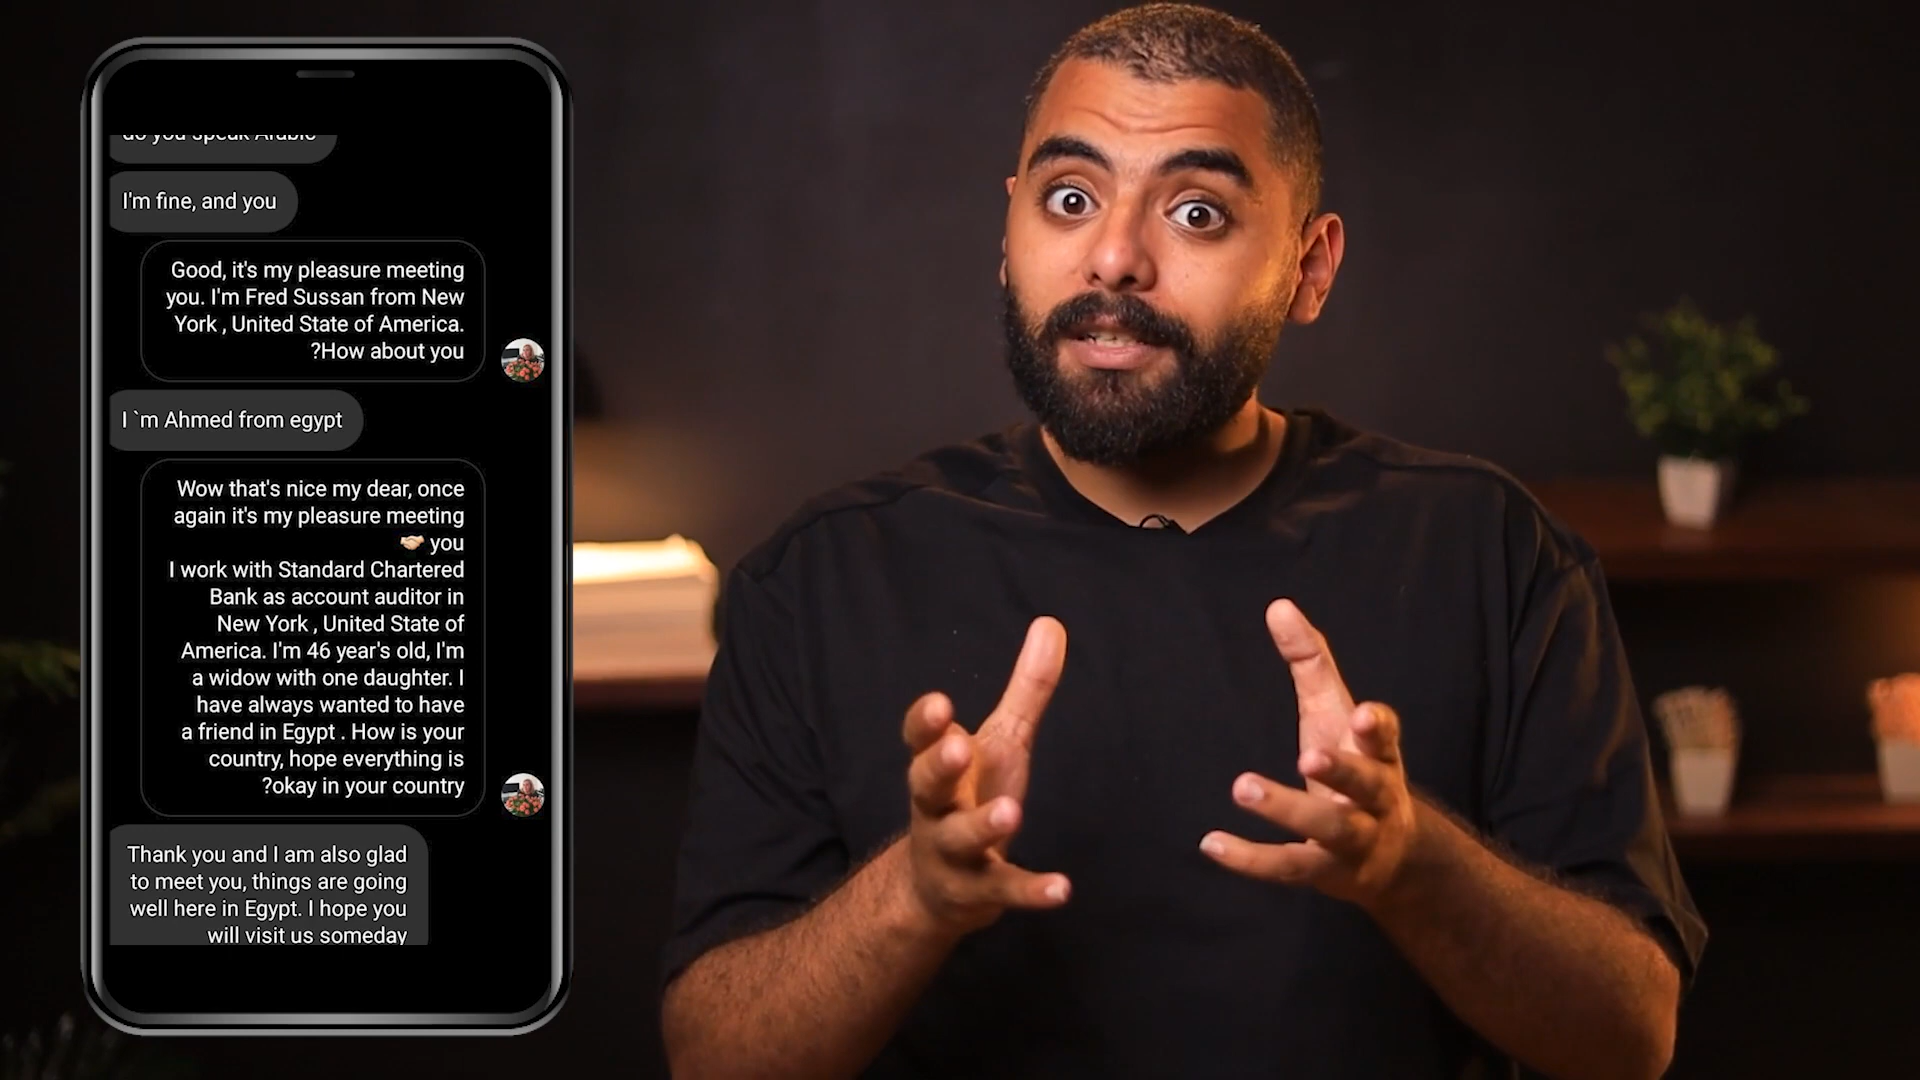 do you speak Arabic
I'm fine, and you
Good, it's my pleasure meeting
you. I'm Fred Sussan from New
York , United State of America.
?How about you
I `m Ahmed from egypt
Wow that's nice my dear, once
again it's my pleasure meeting
🤝🏻 you
I work with Standard Chartered
Bank as account auditor in
New York , United State of
America. I'm 46 year's old, I'm
a widow with one daughter. I
have always wanted to have
a friend in Egypt . How is your
country, hope everything is
?okay in your country
Thank you and I am also glad
to meet you, things are going
well here in Egypt. I hope you
will visit us someday